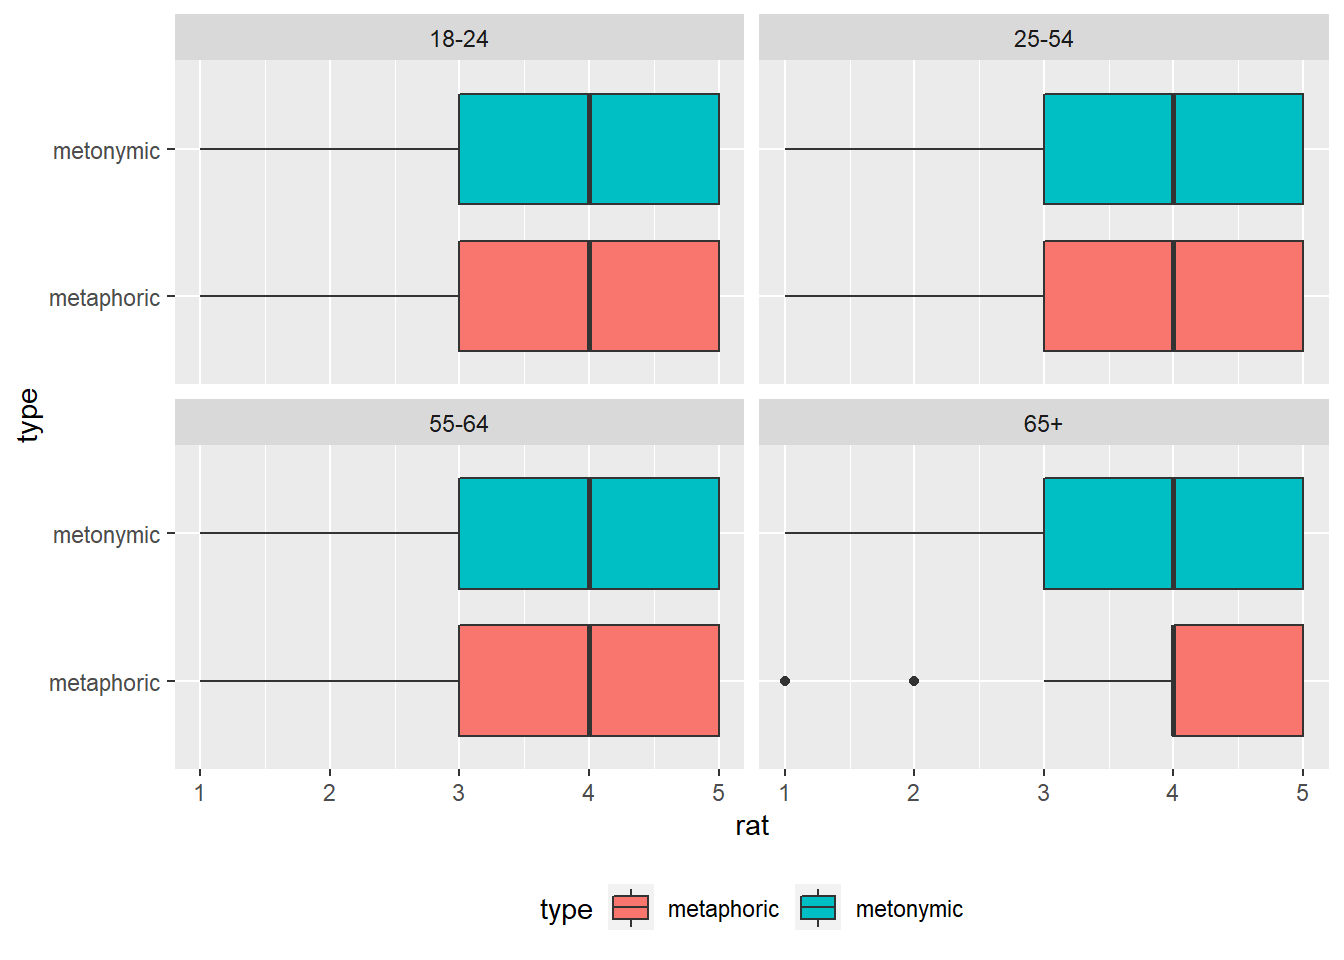 18-24 25-54
metonymic
metaphoric
type
55-64 65+
metonymic
metaphoric
1 2 3 4 5 1 2 3 4 5
rat
type metaphoric metonymic